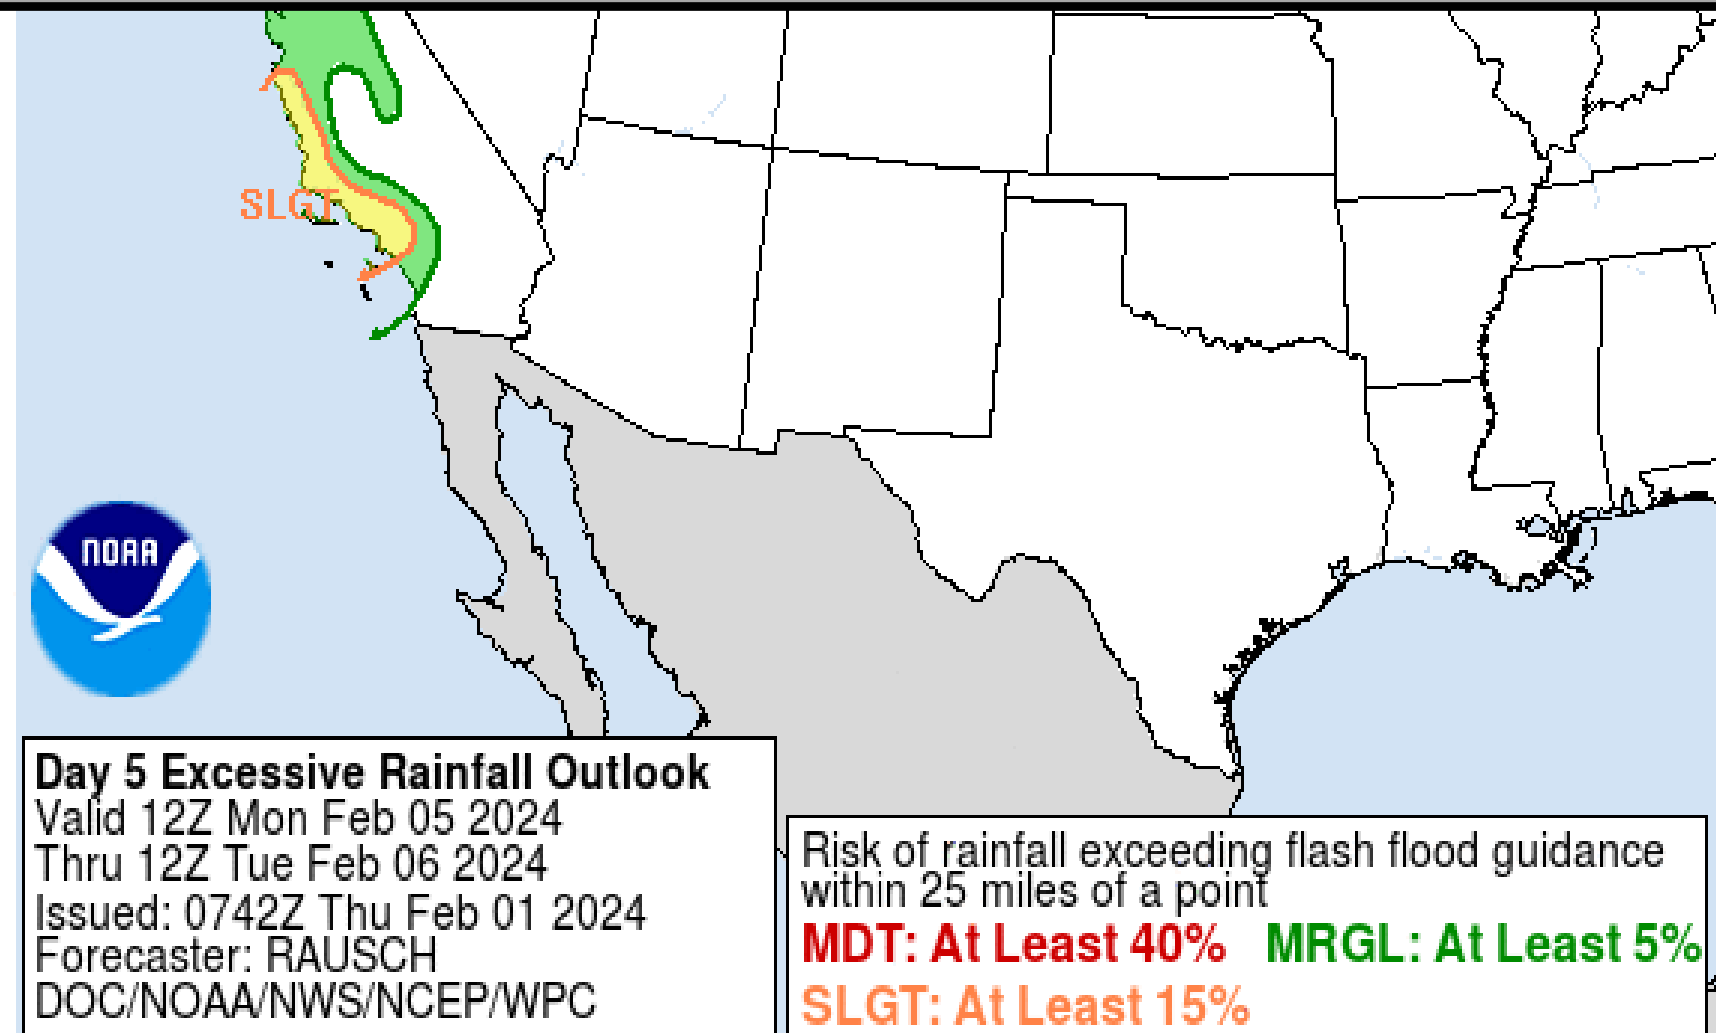 SLGT
NOAA
Day 5 Excessive Rainfall Outlook
Valid 12Z Mon Feb 05 2024
Thru 12Z Tue Feb 06 2024
Issued: 0742Z Thu Feb 01 2024
Forecaster: RAUSCH
DOC/NOAA/NWS/NCEP/WPC
Risk of rainfall exceeding flash flood guidance
within 25 miles of a point
MDT: At Least 40% MRGL: At Least 5%
SLGT: At Least 15%